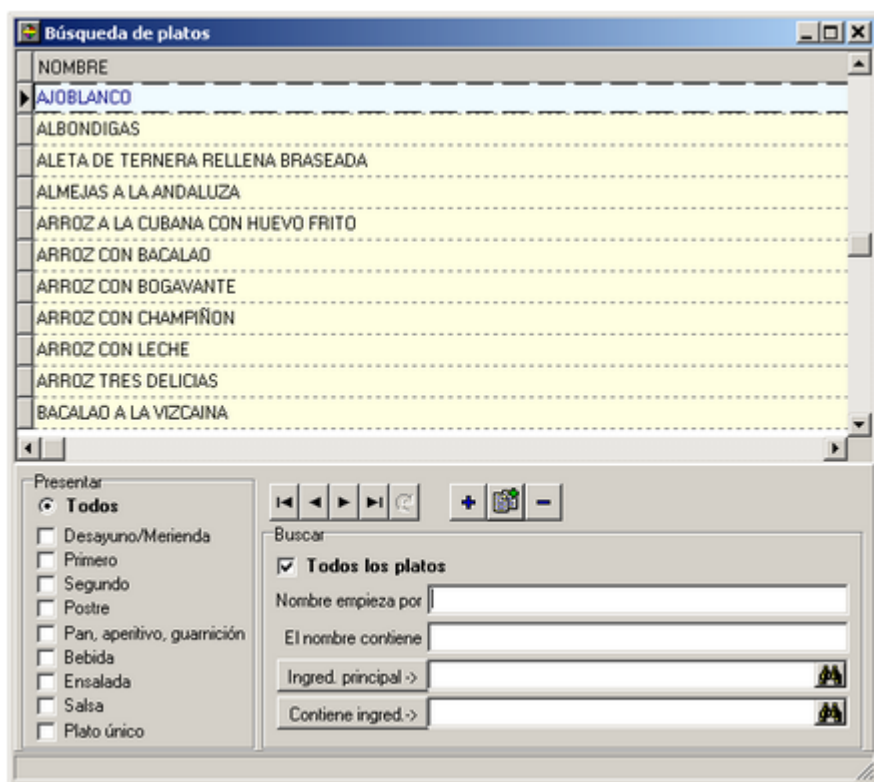 Búsqueda de platos
NOMBRE
AJOBLANCO
ALBONDIGAS
ALETA DE TERNERA RELLENA BRASEADA
ALMEJAS A LA ANDALUZA
ARROZ A LA CUBANA CON HUEVO FRITO
ARROZ CON BACALAO
ARROZ CON BOGAVANTE
ARROZ CON CHAMPIÑON
ARROZ CON LECHE
ARROZ TRES DELICIAS
BACALAO A LA VIZCAINA
Presentar
Todos
Desayuno/Merienda
Primero
Segundo
Postre
Pan, aperitivo, guarnición
Bebida
Ensalada
Salsa
Plato único
Buscar
Todos los platos
Nombre empieza por
El nombre contiene
Ingred. principal ->
Contiene ingred.->